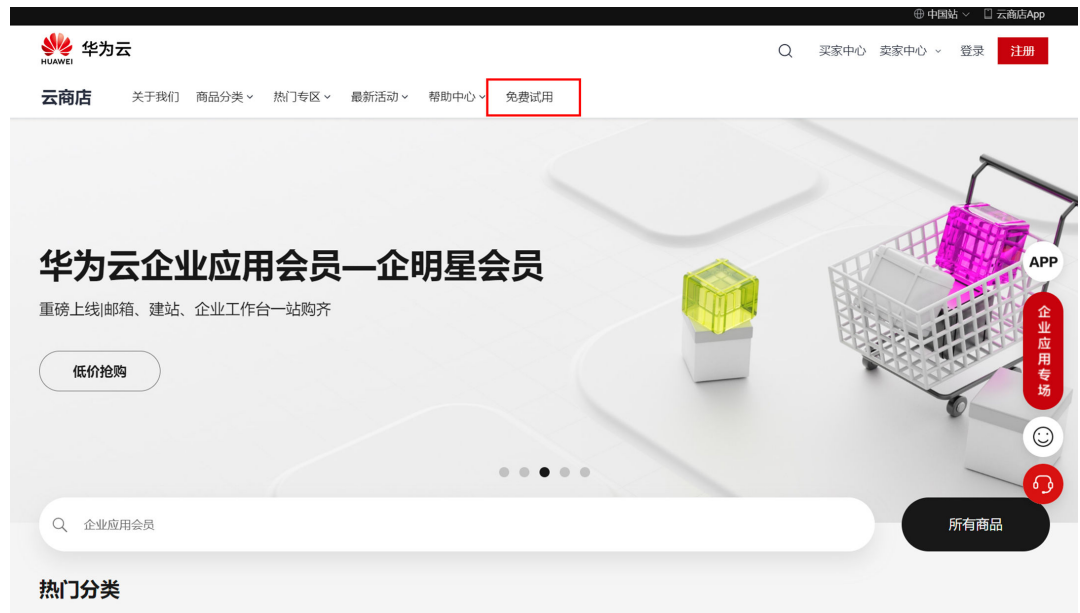 中国站 云商店App
HUAWEI 华为云 买家中心 卖家中心 登录 注册
云商店 关于我们 商品分类 热门专区 最新活动 帮助中心 免费试用
华为云企业应用会员—企明星会员
重磅上线|邮箱、建站、企业工作台一站购齐
低价抢购
APP
企业应用专场
企业应用会员 所有商品
热门分类